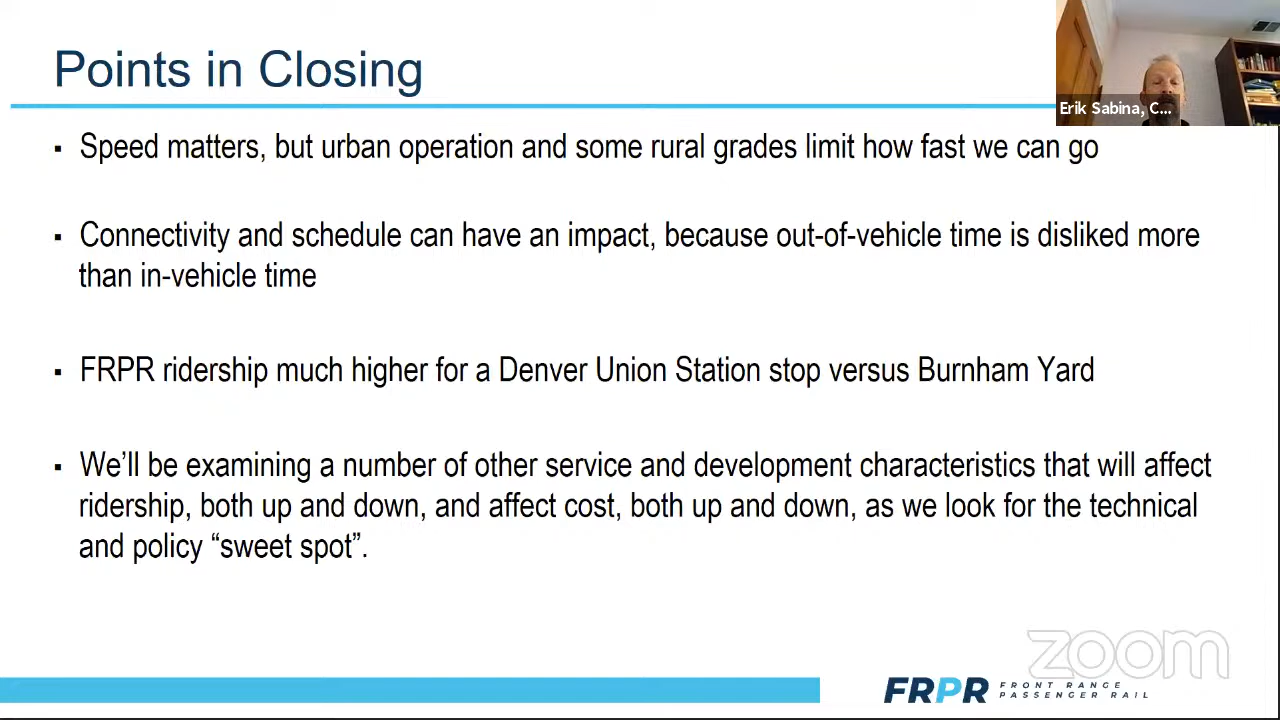 Points in Closing
Erik Sabina, C...
▪ Speed matters, but urban operation and some rural grades limit how fast we can go
▪ Connectivity and schedule can have an impact, because out-of-vehicle time is disliked more
than in-vehicle time
▪ FRPR ridership much higher for a Denver Union Station stop versus Burnham Yard
▪ We’ll be examining a number of other service and development characteristics that will affect
ridership, both up and down, and affect cost, both up and down, as we look for the technical
and policy “sweet spot”.
zoom
FRPR FRONT RANGE
PASSENGER RAIL